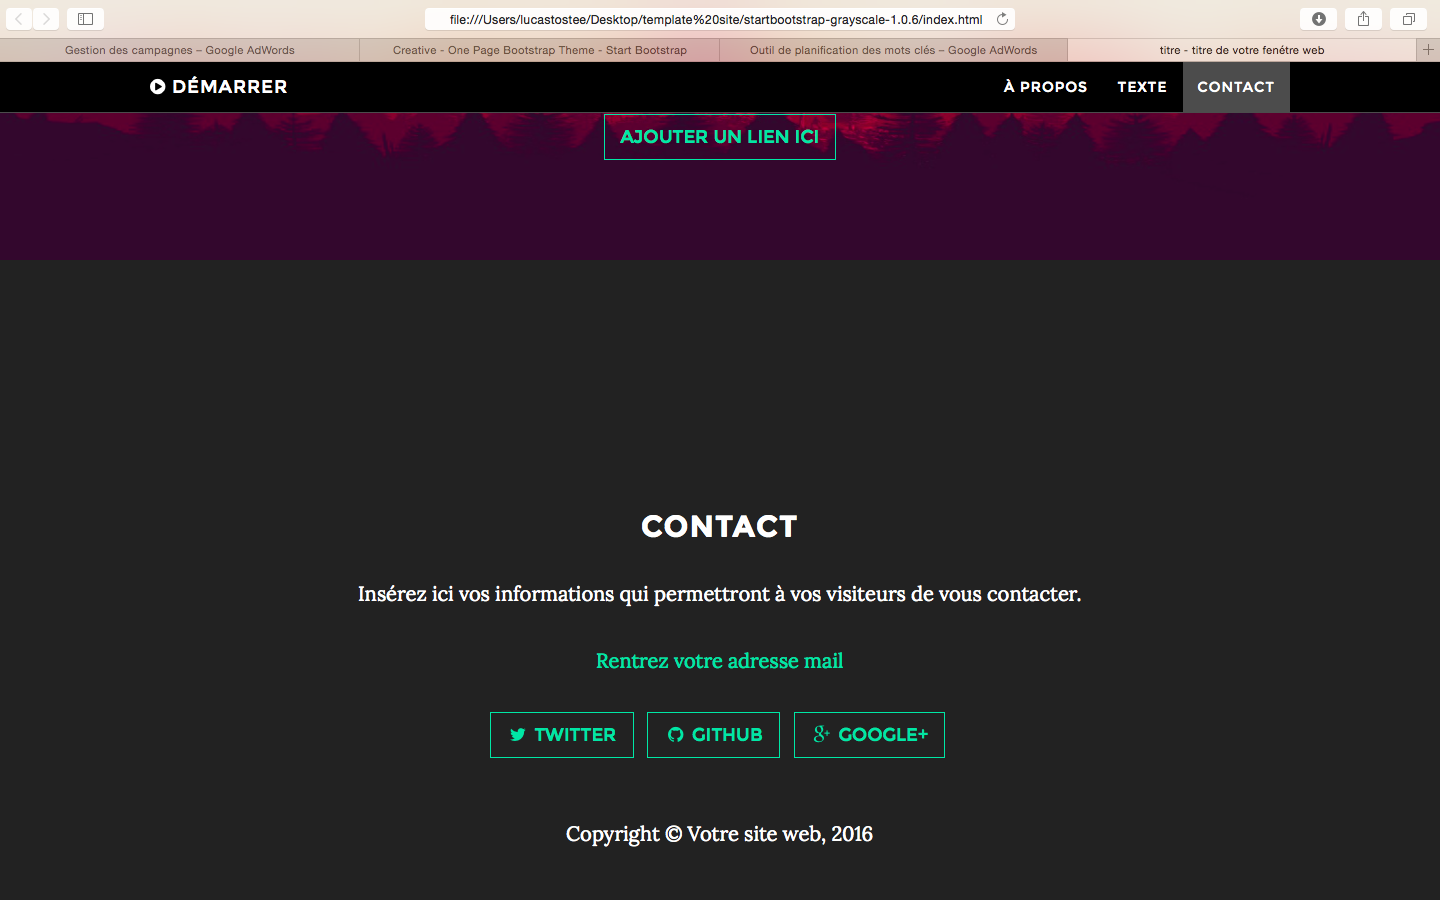 file:///Users/lucastostee/Desktop/template%20site/startbootstrap-grayscale-1.0.6/index.html
Gestion des campagnes – Google AdWords
Creative - One Page Bootstrap Theme - Start Bootstrap
Outil de planification des mots clés – Google AdWords
titre - titre de votre fenétre web
DÉMARRER
À PROPOS
TEXTE
CONTACT
AJOUTER UN LIEN ICI
CONTACT
Insérez ici vos informations qui permettront à vos visiteurs de vous contacter.
Rentrez votre adresse mail
TWITTER
GITHUB
GOOGLE+
Copyright © Votre site web, 2016